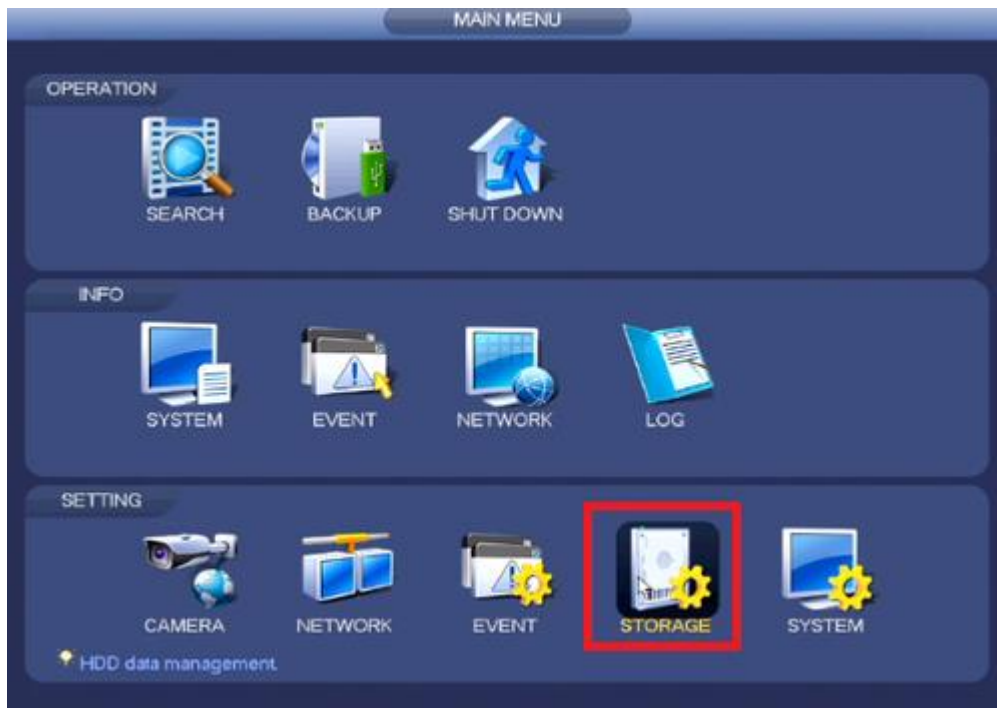 MAIN MENU
OPERATION
SEARCH BACKUP SHUT DOWN
INFO
SYSTEM EVENT NETWORK LOG
SETTING
CAMERA NETWORK EVENT STORAGE SYSTEM
HDD data management.